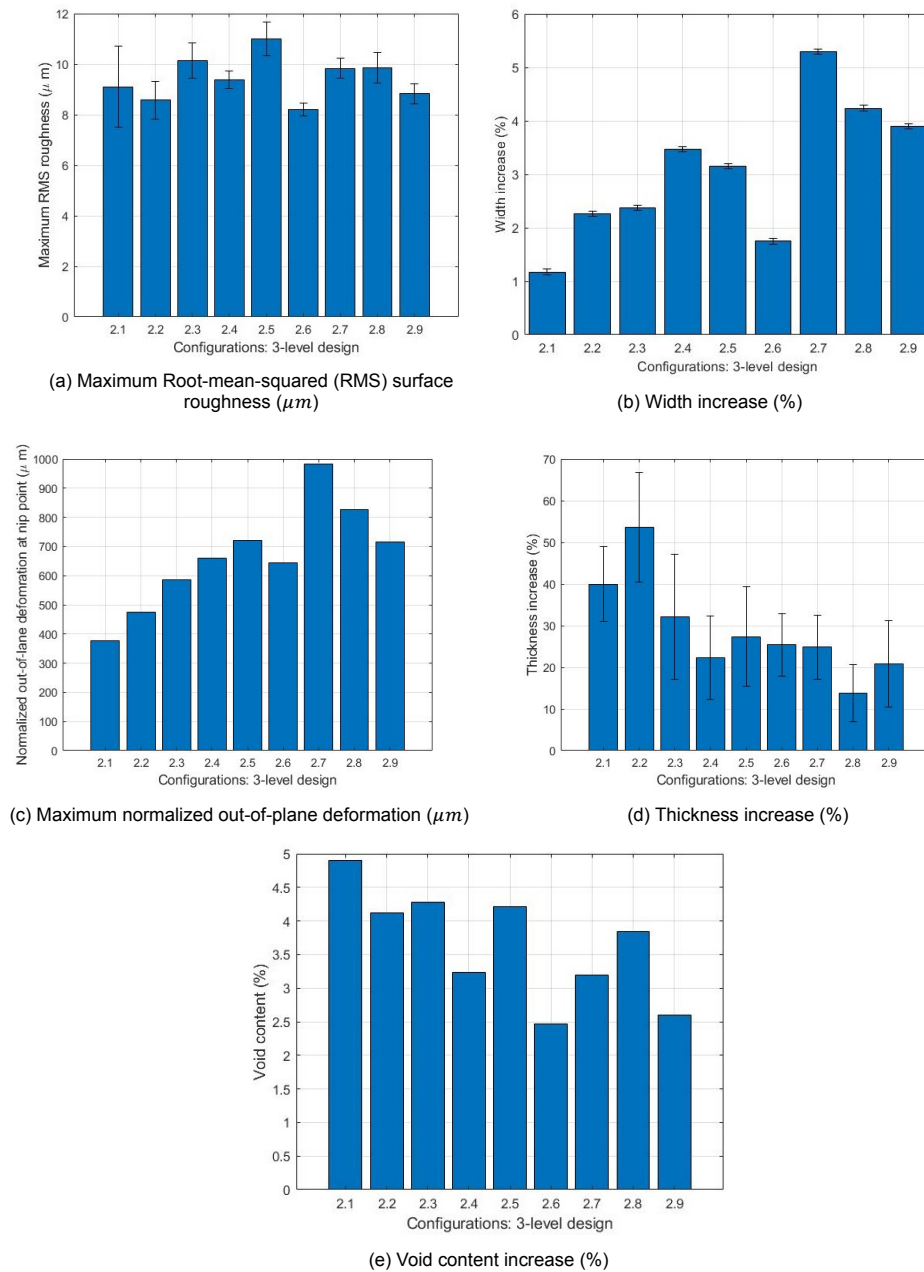 Maximum RMS roughness (μ m)
12
10
8
6
4
2
0
2.1 2.2 2.3 2.4 2.5 2.6 2.7 2.8 2.9
Configurations: 3-level design
(a) Maximum Root-mean-squared (RMS) surface
roughness (μm)
Width increase (%)
6
5
4
3
2
1
0
2.1 2.2 2.3 2.4 2.5 2.6 2.7 2.8 2.9
Configurations: 3-level design
(b) Width increase (%)
Normalized out-of-lane defomration at nip point (μ m)
1000
900
800
700
600
500
400
300
200
100
0
2.1 2.2 2.3 2.4 2.5 2.6 2.7 2.8 2.9
Configurations: 3-level design
(c) Maximum normalized out-of-plane deformation (μm)
Thickness increase (%)
70
60
50
40
30
20
10
0
2.1 2.2 2.3 2.4 2.5 2.6 2.7 2.8 2.9
Configurations: 3-level design
(d) Thickness increase (%)
Void content (%)
5
4.5
4
3.5
3
2.5
2
1.5
1
0.5
0
2.1 2.2 2.3 2.4 2.5 2.6 2.7 2.8 2.9
Configurations: 3-level design
(e) Void content increase (%)